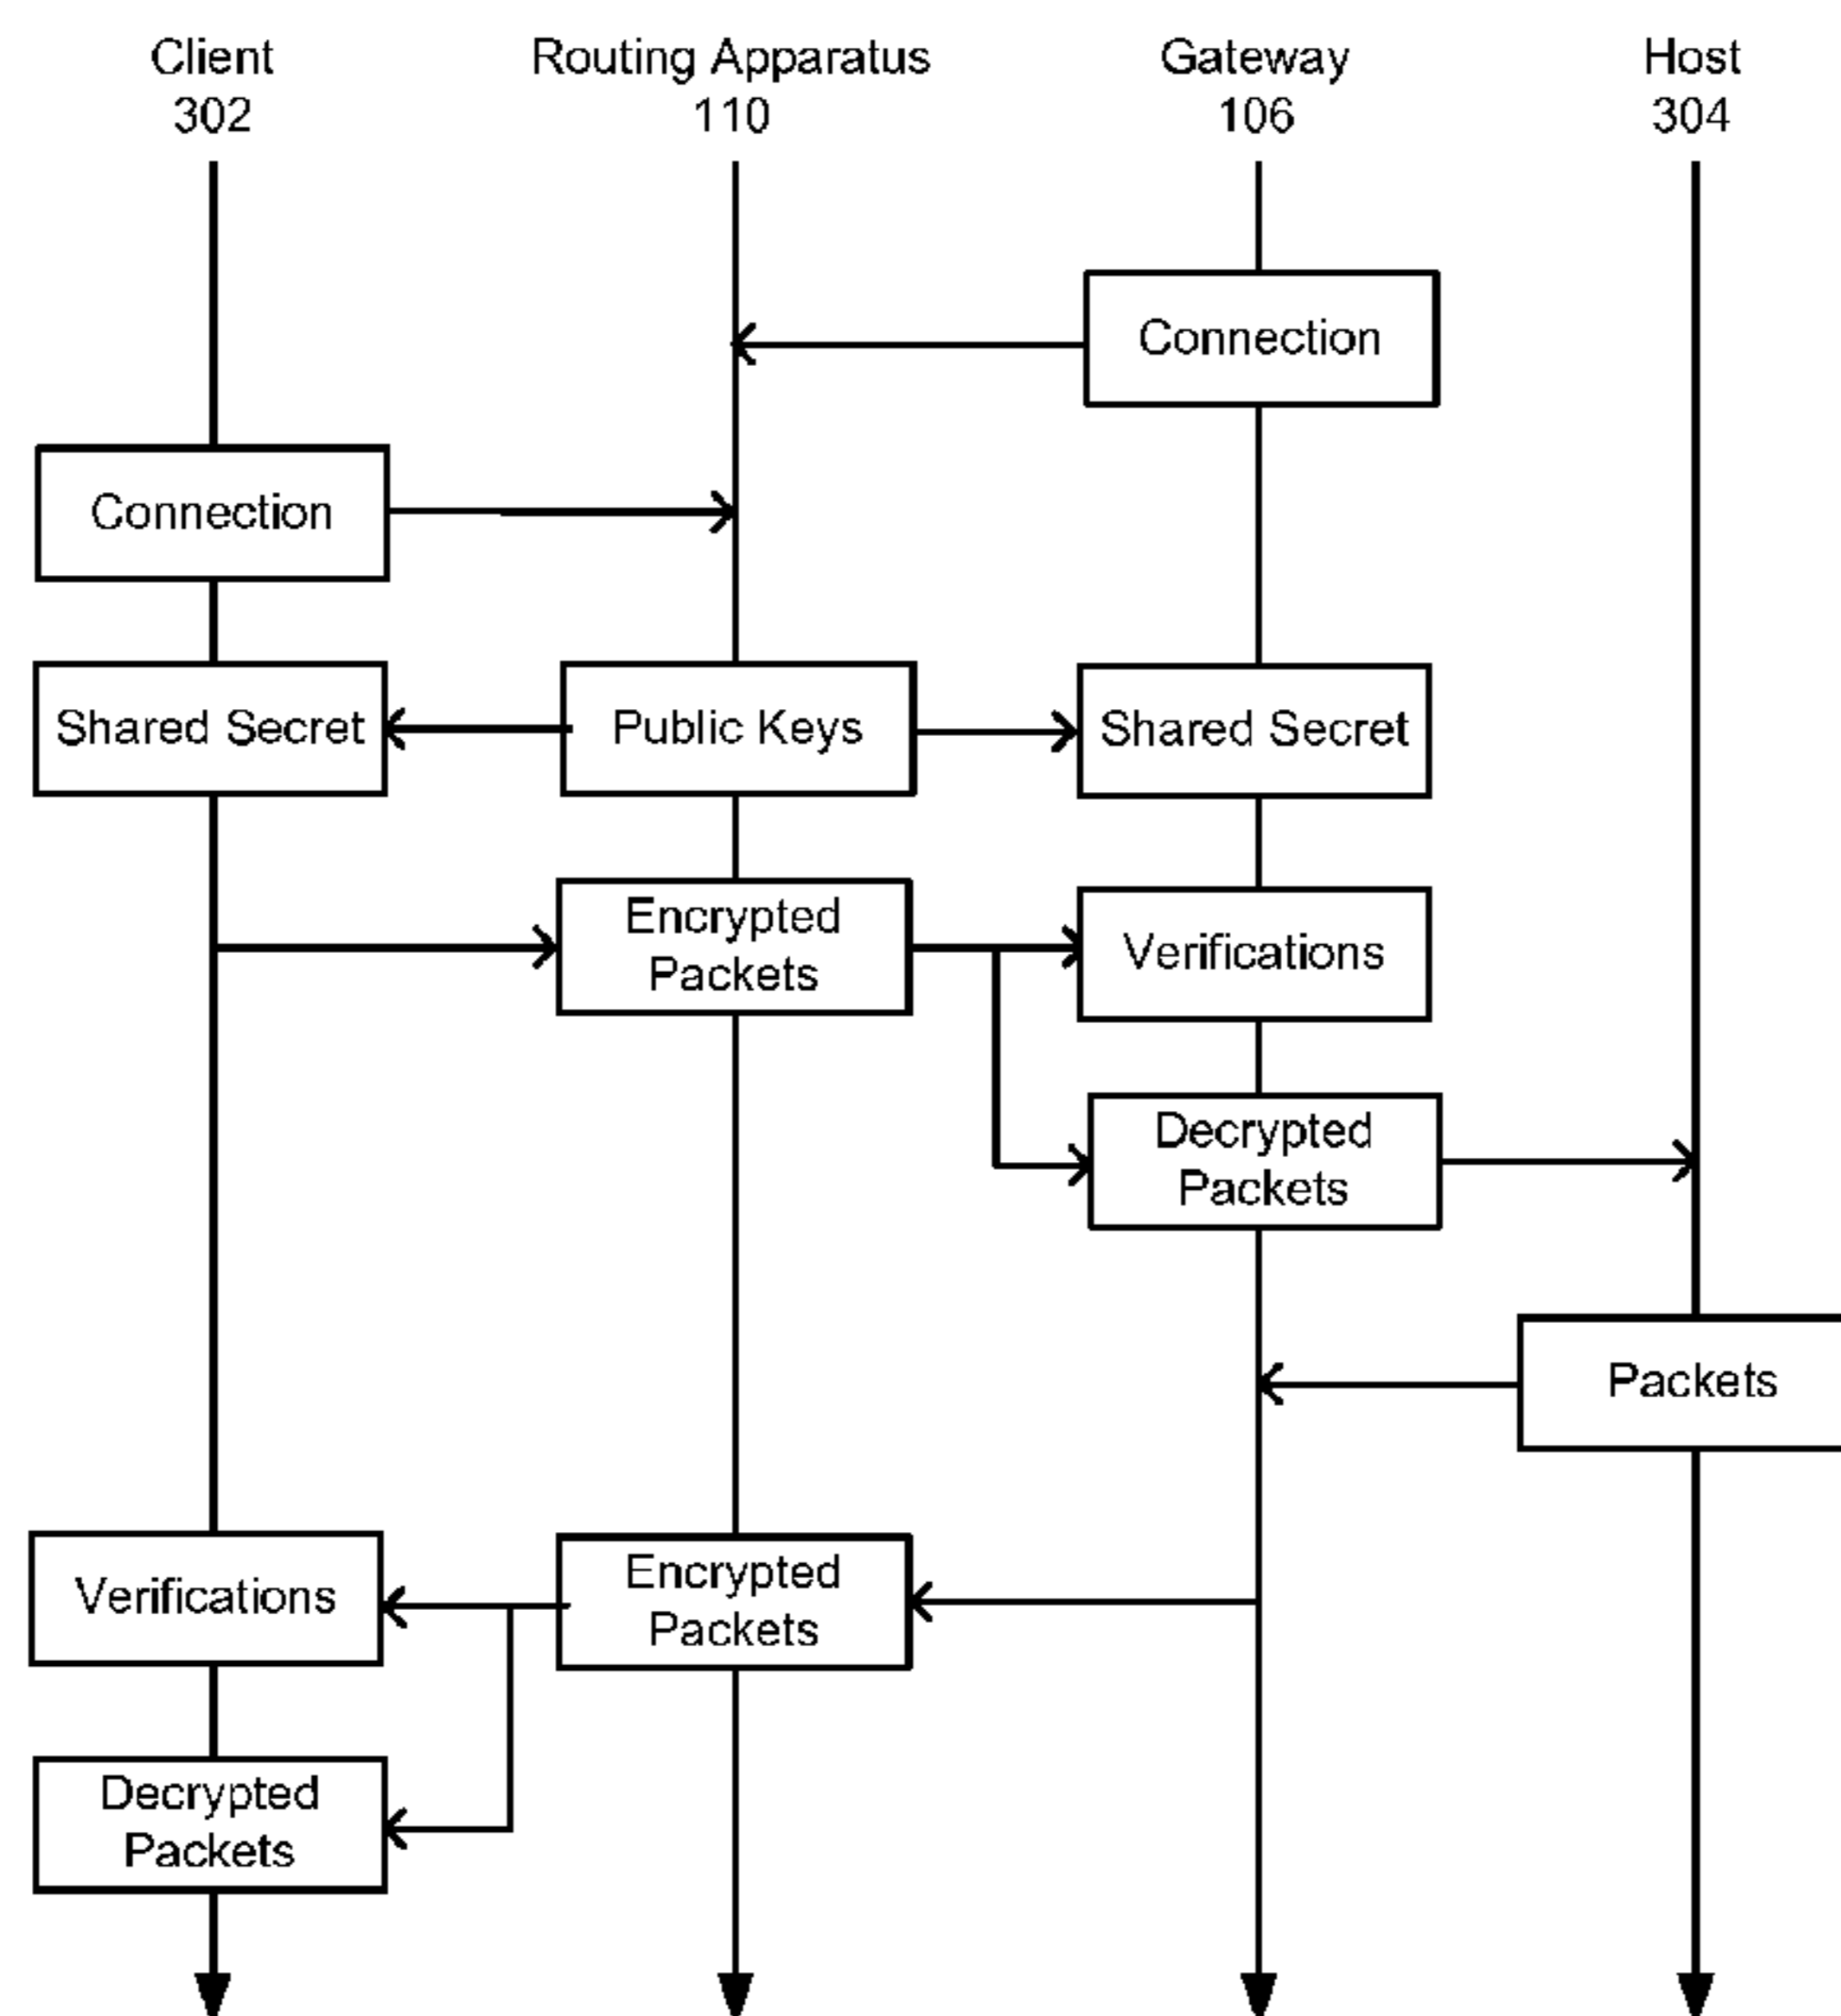 Client
302
Routing Apparatus
110
Gateway
106
Host
304
Connection
Connection
Shared Secret
Public Keys
Shared Secret
Encrypted
Packets
Verifications
Decrypted
Packets
Packets
Verifications
Encrypted
Packets
Decrypted
Packets